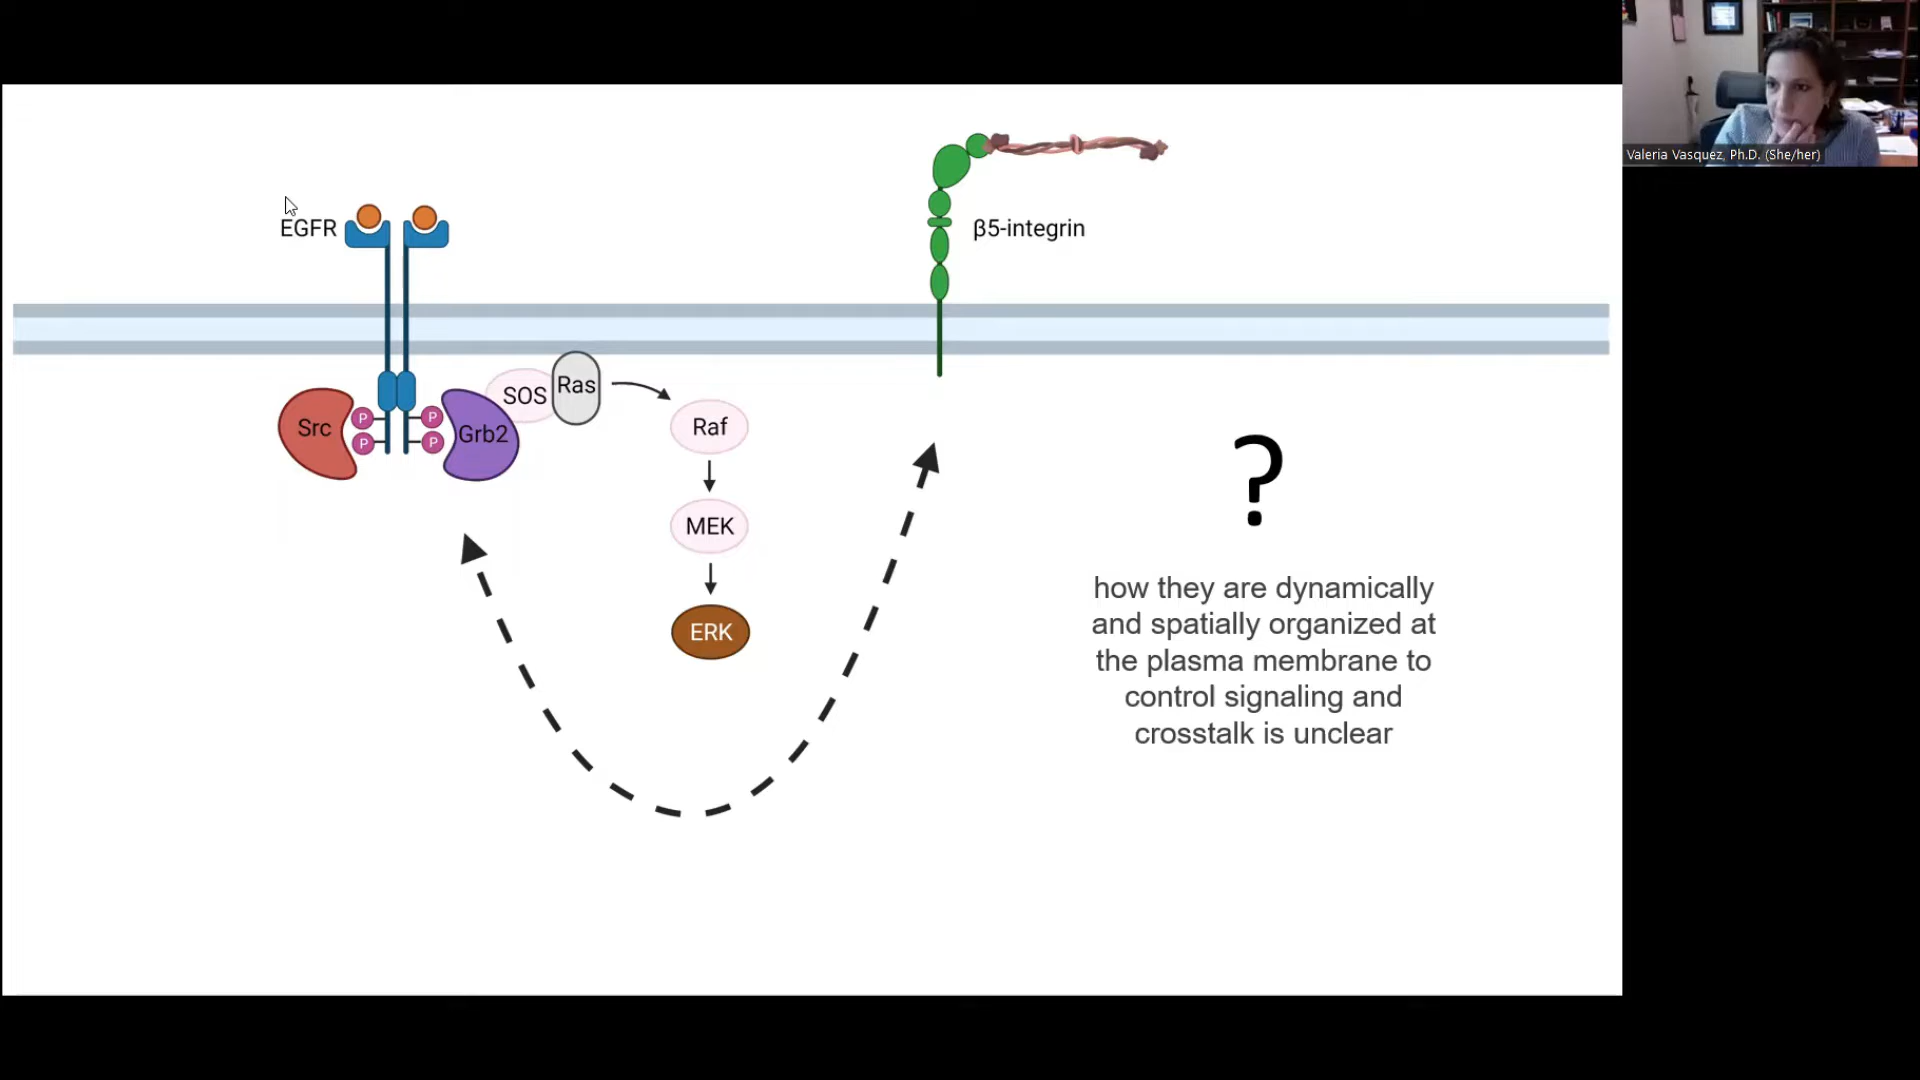 Valeria Vasquez, Ph.D. (She/her)
EGFR
β5-integrin
SOS
Ras
Src
P
P
P
P
Grb2
Raf
MEK
ERK
?
how they are dynamically
and spatially organized at
the plasma membrane to
control signaling and
crosstalk is unclear